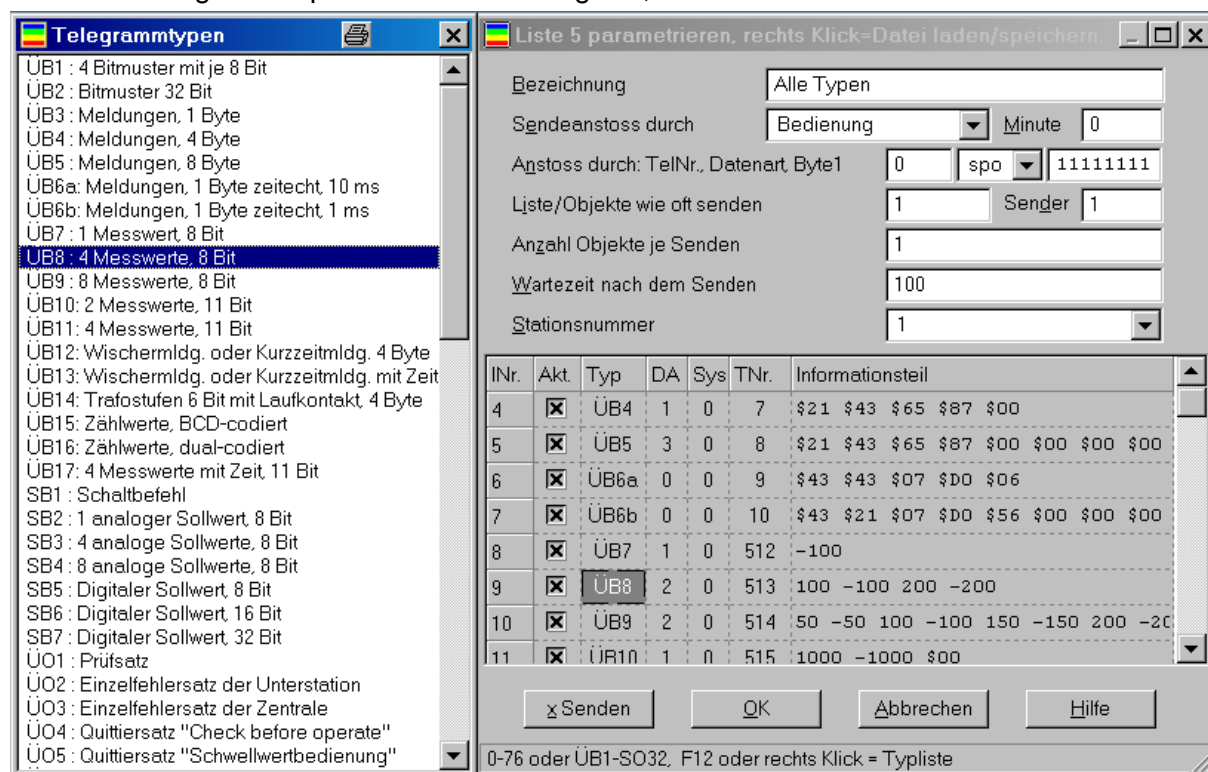 Telegrammtypen
ÜB1 : 4 Bitmuster mit je 8 Bit
ÜB2 : Bitmuster 32 Bit
ÜB3 : Meldungen, 1 Byte
ÜB4 : Meldungen, 4 Byte
ÜB5 : Meldungen, 8 Byte
ÜB6a: Meldungen, 1 Byte zeitecht, 10 ms
ÜB6b: Meldungen, 1 Byte zeitecht, 1 ms
ÜB7 : 1 Messwert, 8 Bit
ÜB8 : 4 Messwerte, 8 Bit
ÜB9 : 8 Messwerte, 8 Bit
ÜB10: 2 Messwerte, 11 Bit
ÜB11: 4 Messwerte, 11 Bit
ÜB12: Wischermldg. oder Kurzzeitmldg. 4 Byte
ÜB13: Wischermldg. oder Kurzzeitmldg. mit Zeit
ÜB14: Trafostufen 6 Bit mit Laufkontakt, 4 Byte
ÜB15: Zählwerte, BCD-codiert
ÜB16: Zählwerte, dual-codiert
ÜB17: 4 Messwerte mit Zeit, 11 Bit
SB1 : Schaltbefehl
SB2 : 1 analoger Sollwert, 8 Bit
SB3 : 4 analoge Sollwerte, 8 Bit
SB4 : 8 analoge Sollwerte, 8 Bit
SB5 : Digitaler Sollwert, 8 Bit
SB6 : Digitaler Sollwert, 16 Bit
SB7 : Digitaler Sollwert, 32 Bit
ÜO1 : Prüfsatz
ÜO2 : Einzelfehlersatz der Unterstation
ÜO3 : Einzelfehlersatz der Zentrale
ÜO4 : Quittiersatz "Check before operate"
ÜO5 : Quittiersatz "Schwellwertbedienung"
Liste 5 parametrieren, rechts Klick=Datei laden/speichern.
Bezeichnung Alle Typen
Sendeanstoss durch Bedienung Minute 0
Anstoss durch: TelNr., Datenart, Byte1 0 spo 11111111
Liste/Objekte wie oft senden 1 Sender 1
Anzahl Objekte je Senden 1
Wartezeit nach dem Senden 100
Stationsnummer 1
INr. Akt. Typ DA Sys TNr. Informationsteil
4 ÜB4 1 0 7 $21 $43 $65 $87 $00
5 ÜB5 3 0 8 $21 $43 $65 $87 $00 $00 $00 $00
6 ÜB6a 0 0 9 $43 $43 $07 $D0 $06
7 ÜB6b 0 0 10 $43 $21 $07 $D0 $56 $00 $00 $00
8 ÜB7 1 0 512 -100
9 ÜB8 2 0 513 100 -100 200 -200
10 ÜB9 2 0 514 50 -50 100 -100 150 -150 200
11 ÜB10 1 0 515 1000 -1000 $00
x Senden OK Abbrechen Hilfe
0-76 oder ÜB1-SO32, F12 oder rechts Klick = Typliste